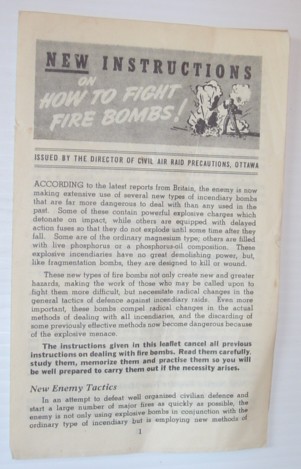 NEW INSTRUCTIONS
ON
HOW TO FIGHT
FIRE BOMBS!
ISSUED BY THE DIRECTOR OF CIVIL AIR RAID PRECAUTIONS, OTTAWA
ACCORDING to the latest reports from Britain, the enemy is now
making extensive use of several new types of incendiary bombs
that are far more dangerous to deal with than any used in the
past. Some of these contain powerful explosive charges which
detonate on impact, while others are equipped with delayed
action fuses so that they do not explode until some time after they
fall. Some are of the ordinary magnesium type; others are filled
with live phosphorus or a phosphorus-oil composition. These
explosive incendiaries have no great demolishing power, but,
like fragmentation bombs, they are designed to kill or wound.
These new types of fire bombs not only create new and greater
hazards, making the work of those who may be called upon to
fight them more difficult, but necessitate radical changes in the
general tactics of defence against incendiary raids. Even more
important, these bombs compel radical changes in the actual
methods of dealing with all incendiaries, and the discarding of
some previously effective methods now become dangerous because
of the explosive menace.
The instructions given in this leaflet cancel all previous
instructions on dealing with fire bombs. Read them carefully,
study them, memorize them and practise them so you will
be well prepared to carry them out if the necessity arises.
New Enemy Tactics
In an attempt to defeat well organized civilian defence and
start a large number of major fires as quickly as possible, the
enemy is not only using explosive bombs in conjunction with the
ordinary type of incendiary but is employing new methods of
1